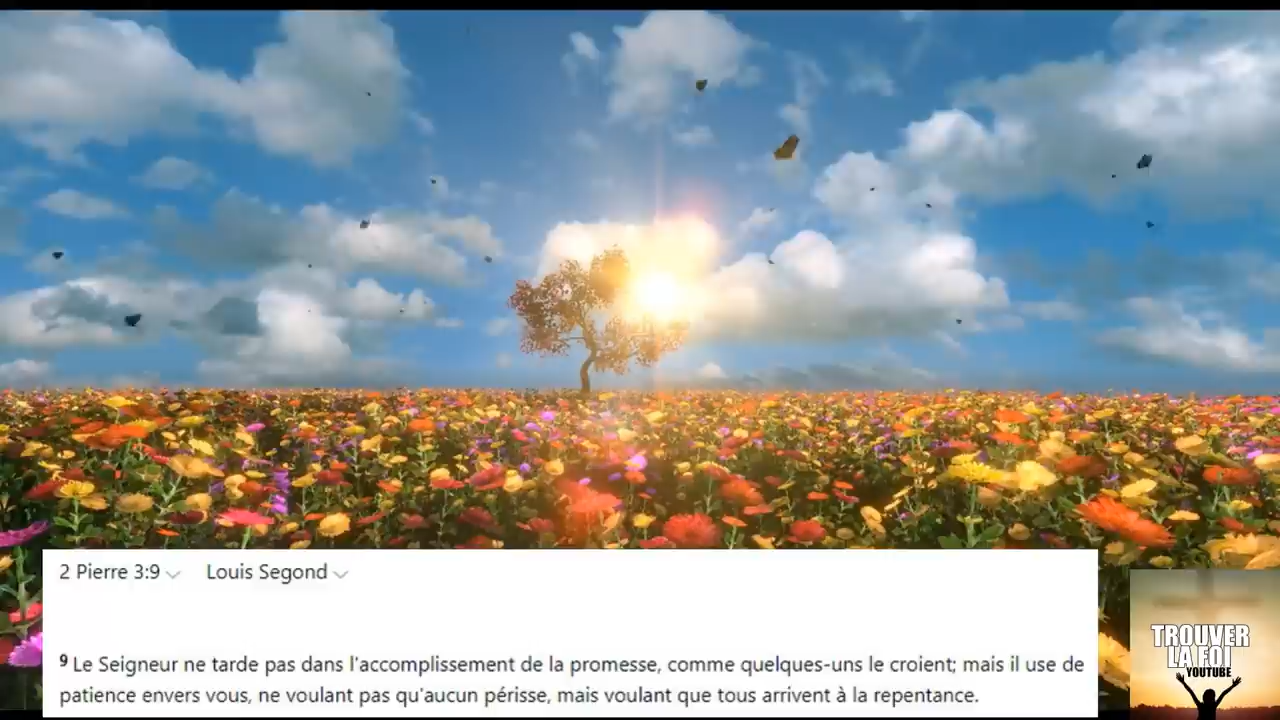 2 Pierre 3:9 Louis Segond
9 Le Seigneur ne tarde pas dans l'accomplissement de la promesse, comme quelques-uns le croient; mais il use de
patience envers vous, ne voulant pas qu'aucun périsse, mais voulant que tous arrivent à la repentance.
TROUVER
LA FOI
YOUTUBE